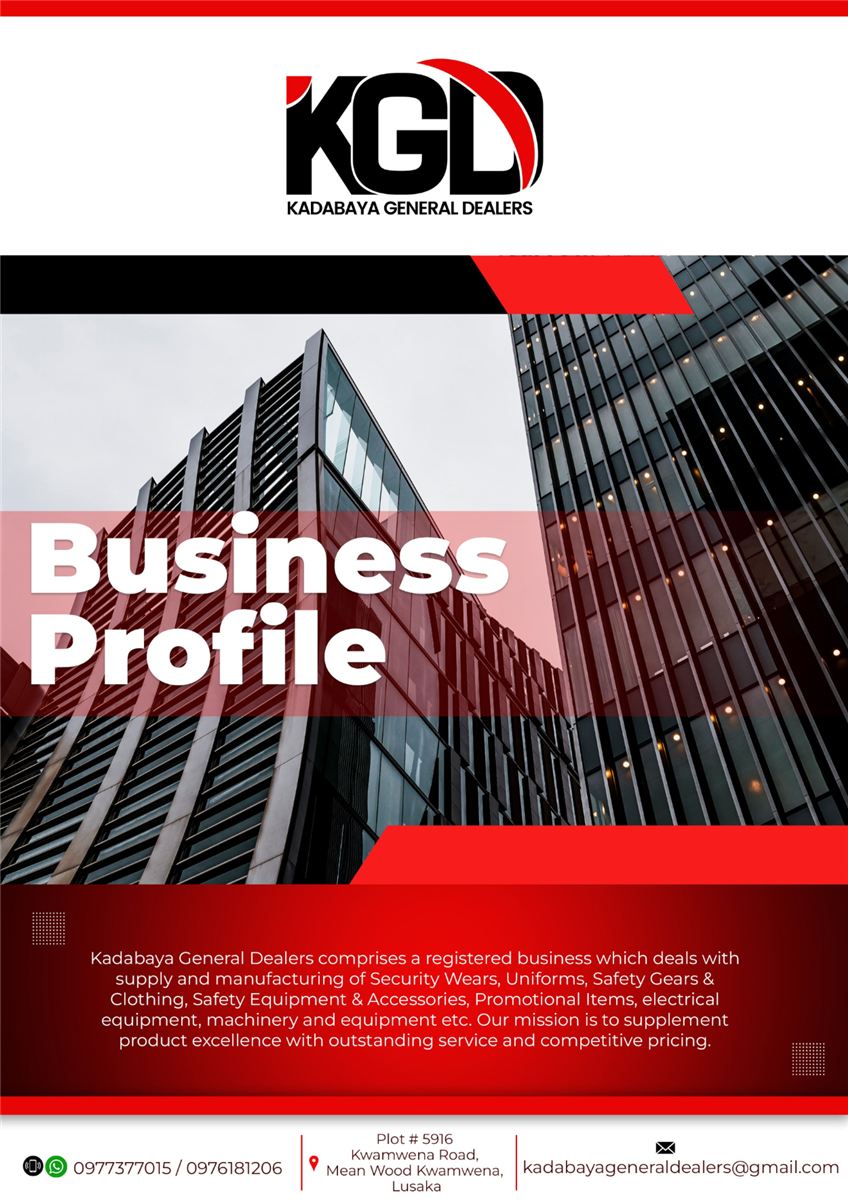 KGD
KADABAYA GENERAL DEALERS
Business
Profile
Kadabaya General Dealers comprises a registered business which deals with
supply and manufacturing of Security Wears, Uniforms, Safety Gears &
Clothing, Safety Equipment & Accessories, Promotional Items, electrical
equipment, machinery and equipment etc. Our mission is to supplement
product excellence with outstanding service and competitive pricing.
0977377015 / 0976181206
Plot # 5916
Kwamwena Road,
Mean Wood Kwamwena,
Lusaka
kadabayageneraldealers@gmail.com